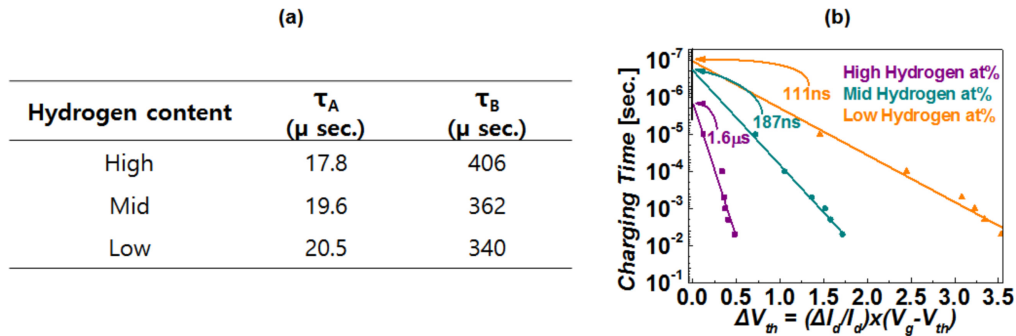 (a)
Hydrogen content τA (μ sec.) τB (μ sec.)
High 17.8 406
Mid 19.6 362
Low 20.5 340
(b)
Charging Time [sec.]
10⁻⁷
10⁻⁶
10⁻⁵
10⁻⁴
10⁻³
10⁻²
10⁻¹
High Hydrogen at%
Mid Hydrogen at%
Low Hydrogen at%
111ns
187ns
1.6μs
0.0 0.5 1.0 1.5 2.0 2.5 3.0 3.5
ΔVth = (ΔId/Id)x(Vg-Vth)